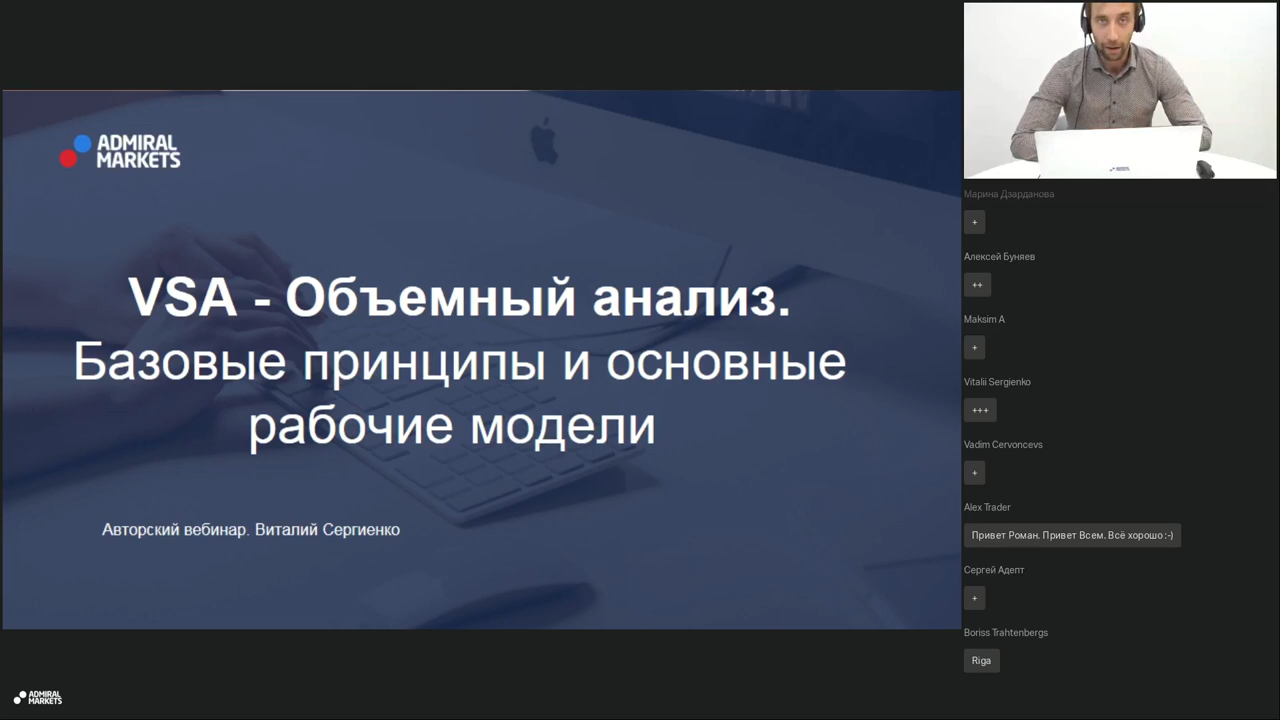 ADMIRAL
MARKETS
VSA - Объемный анализ.
Базовые принципы и основные
рабочие модели
Авторский вебинар. Виталий Сергиенко
Марина Дзарданова
+
Алексей Буняев
++
Maksim A
+
Vitalii Sergienko
+++
Vadim Cervoncevs
+
Alex Trader
Привет Роман. Привет Всем. Всё хорошо :-)
Сергей Адепт
+
Boriss Trahtenbergs
Riga
ADMIRAL
MARKETS